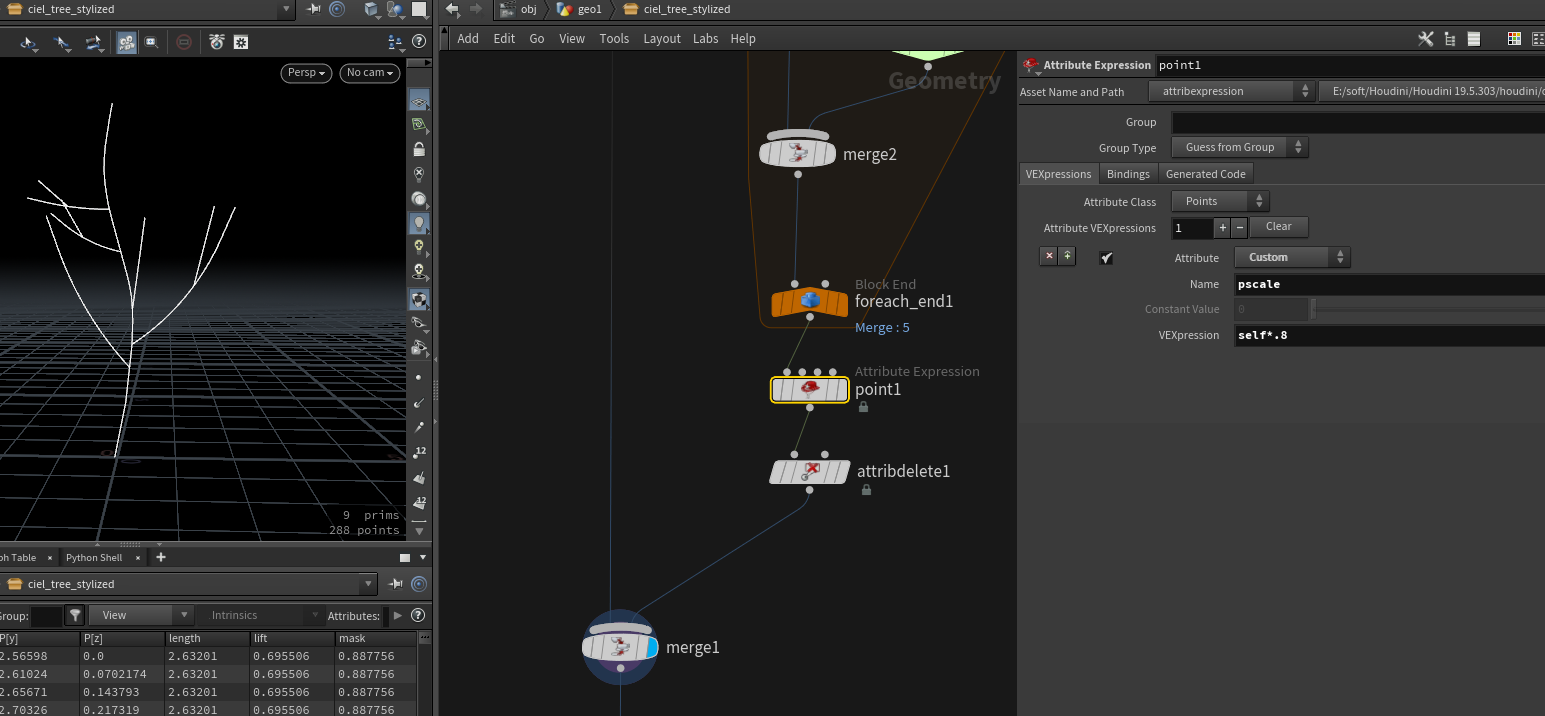 ciel_tree_stylized
obj geo1 ciel_tree_stylized
Add Edit Go View Tools Layout Labs Help
Persp No cam
Geometry
merge2
Block End
foreach_end1
Merge : 5
Attribute Expression
point1
attribdelete1
merge1
12
12
9 prims
288 points
Attribute Expression point1
Asset Name and Path attribexpression E:/soft/Houdini/Houdini 19.5.303/houdini/
Group
Group Type Guess from Group
VEXpressions Bindings Generated Code
Attribute Class Points
Attribute VEXpressions 1 + − Clear
Attribute Custom
Name pscale
Constant Value 0
VEXpression self*.8
ph Table × Python Shell × +
ciel_tree_stylized
Group: View Intrinsics Attributes:
P[y] P[z] length lift mask
2.56598 0.0 2.63201 0.695506 0.887756
2.61024 0.0702174 2.63201 0.695506 0.887756
2.65671 0.143793 2.63201 0.695506 0.887756
2.70326 0.217319 2.63201 0.695506 0.887756